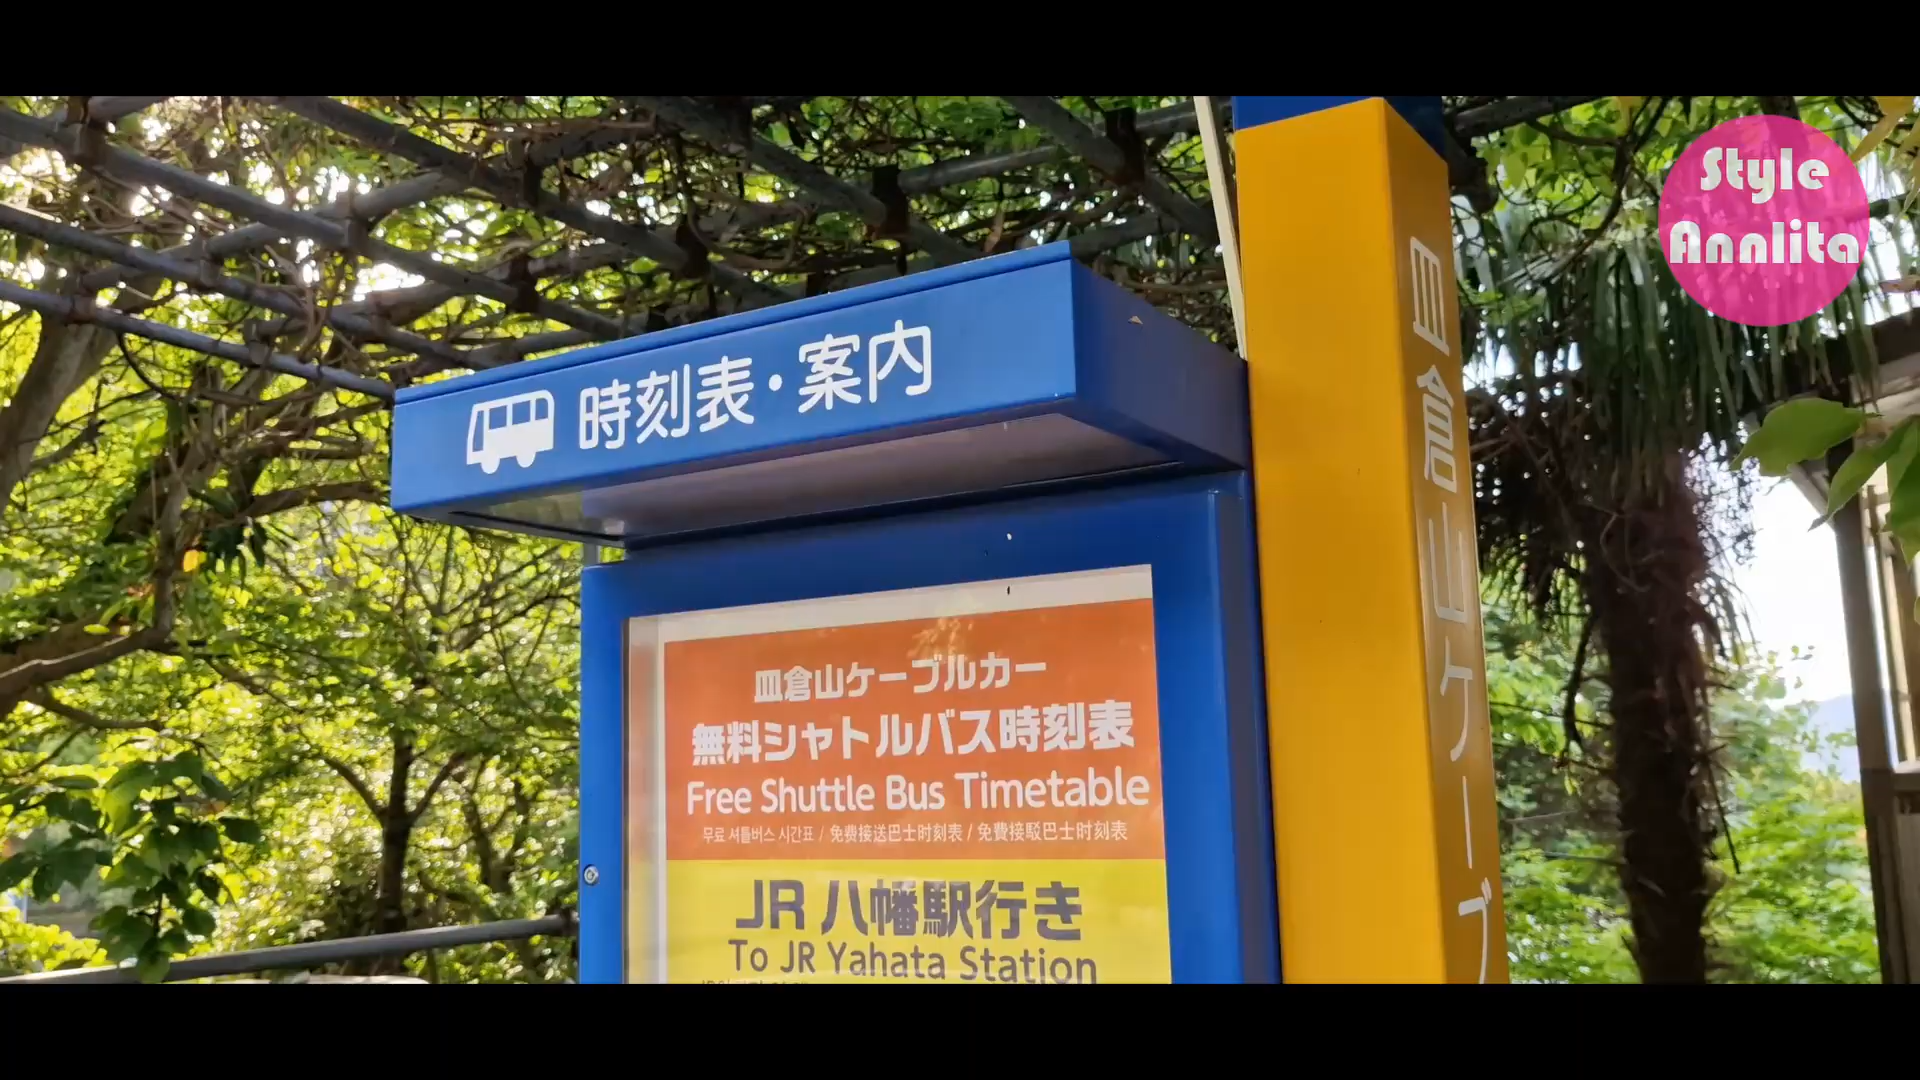 Style
Annlita
時刻表・案内
皿倉山ケーブ
皿倉山ケーブルカー
無料シャトルバス時刻表
Free Shuttle Bus Timetable
무료 셔틀버스 시간표 / 免费接送巴士时刻表 / 免費接駁巴士时刻表
JR 八幡駅行き
To JR Yahata Station